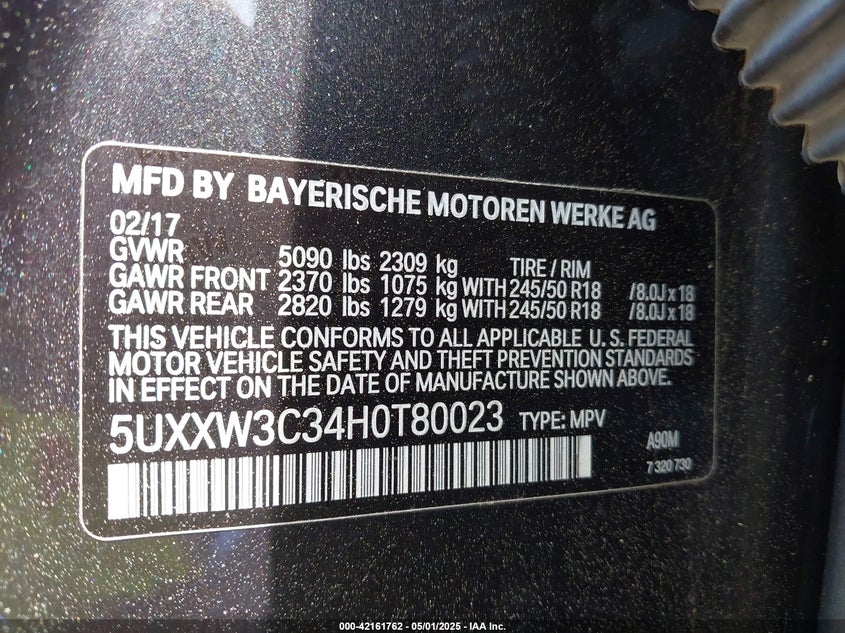 MFD BY BAYERISCHE MOTOREN WERKE AG
02/17
GVWR 5090 lbs 2309 kg TIRE / RIM
GAWR FRONT 2370 lbs 1075 kg WITH 245/50 R18 /8.0J x 18
GAWR REAR 2820 lbs 1279 kg WITH 245/50 R18 /8.0J x 18
THIS VEHICLE CONFORMS TO ALL APPLICABLE U.S. FEDERAL
MOTOR VEHICLE SAFETY AND THEFT PREVENTION STANDARDS
IN EFFECT ON THE DATE OF MANUFACTURE SHOWN ABOVE.
5UXXW3C34H0T80023 TYPE: MPV
A90M
7 320 730
000-42161762 - 05/01/2025 - IAA Inc.